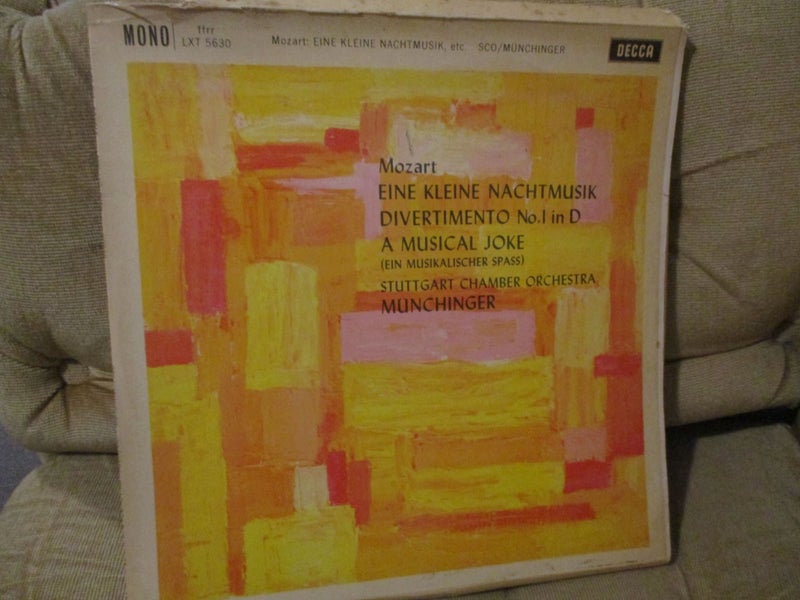 MONO
ffrr
LXT 5630
Mozart: EINE KLEINE NACHTMUSIK, etc. SCO/MÜNCHINGER
DECCA
Mozart
EINE KLEINE NACHTMUSIK
DIVERTIMENTO No.1 in D
A MUSICAL JOKE
(EIN MUSIKALISCHER SPASS)
STUTTGART CHAMBER ORCHESTRA
MÜNCHINGER